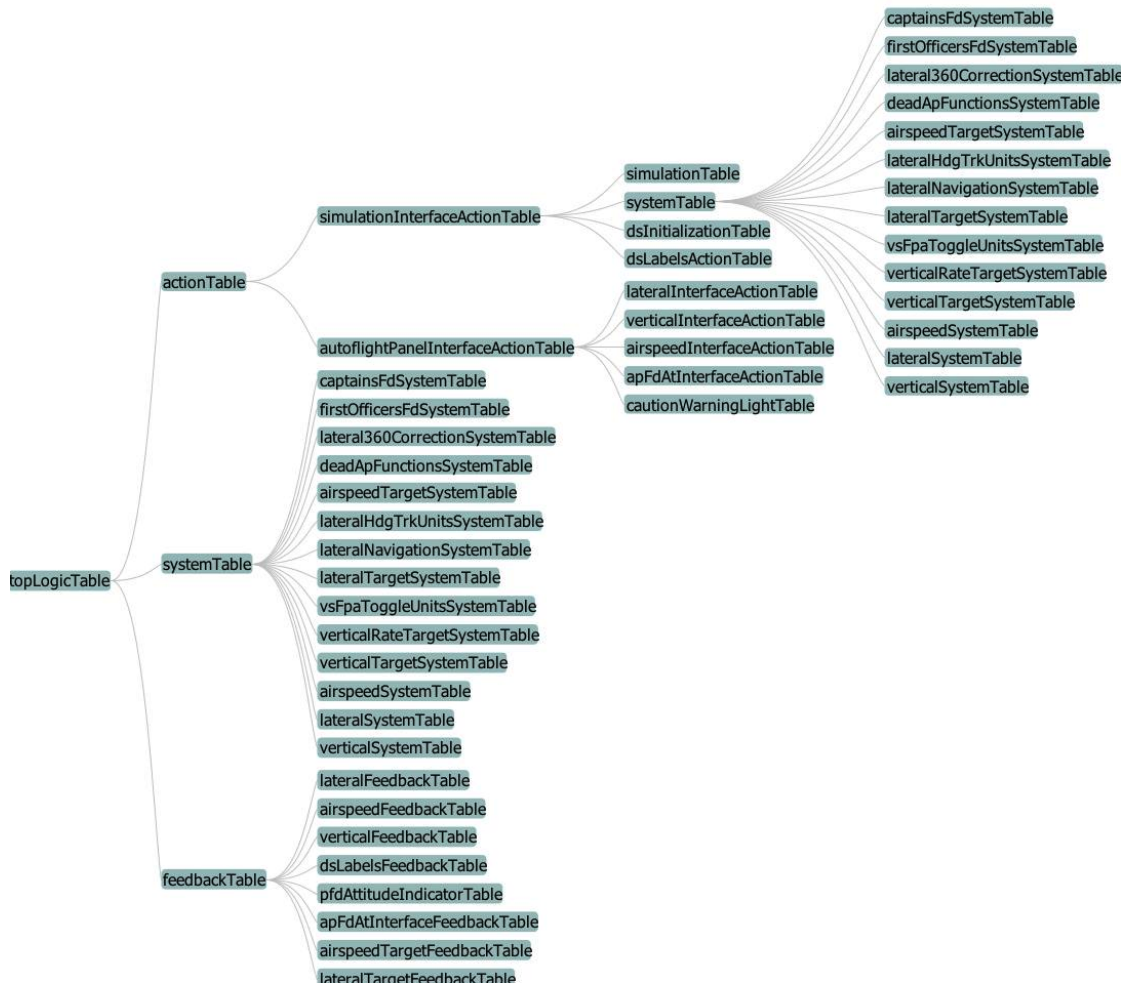 captainsFdSystemTable
firstOfficersFdSystemTable
lateral360CorrectionSystemTable
deadApFunctionsSystemTable
airspeedTargetSystemTable
lateralHdgTrkUnitsSystemTable
lateralNavigationSystemTable
lateralTargetSystemTable
vsFpaToggleUnitsSystemTable
verticalRateTargetSystemTable
verticalTargetSystemTable
airspeedSystemTable
lateralSystemTable
verticalSystemTable
simulationTable
systemTable
dsInitializationTable
dsLabelsActionTable
simulationInterfaceActionTable
actionTable
lateralInterfaceActionTable
verticalInterfaceActionTable
airspeedInterfaceActionTable
apFdAtInterfaceActionTable
cautionWarningLightTable
autoflightPanelInterfaceActionTable
captainsFdSystemTable
firstOfficersFdSystemTable
lateral360CorrectionSystemTable
deadApFunctionsSystemTable
airspeedTargetSystemTable
lateralHdgTrkUnitsSystemTable
lateralNavigationSystemTable
lateralTargetSystemTable
vsFpaToggleUnitsSystemTable
verticalRateTargetSystemTable
verticalTargetSystemTable
airspeedSystemTable
lateralSystemTable
verticalSystemTable
systemTable
topLogicTable
lateralFeedbackTable
airspeedFeedbackTable
verticalFeedbackTable
dsLabelsFeedbackTable
pfdAttitudeIndicatorTable
apFdAtInterfaceFeedbackTable
airspeedTargetFeedbackTable
lateralTargetFeedbackTable
feedbackTable